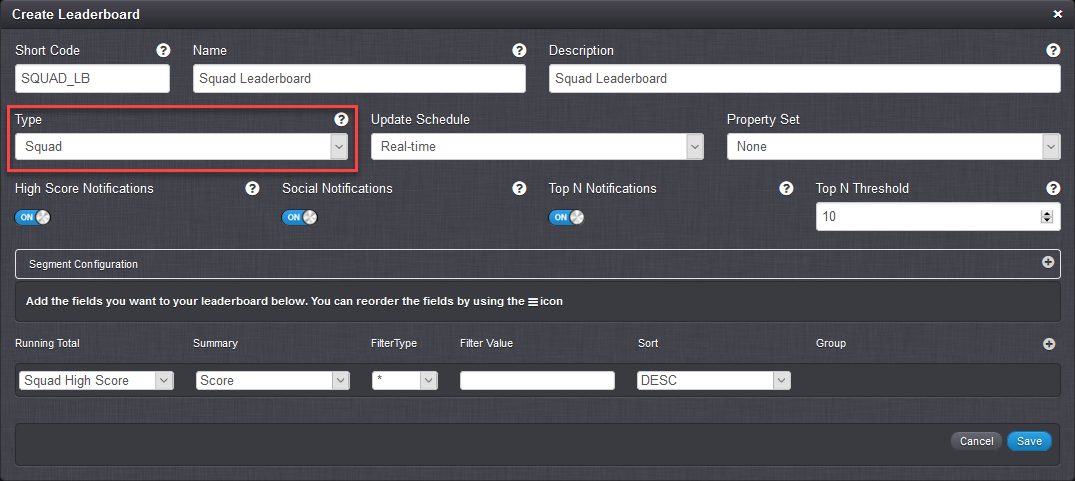 Create Leaderboard ×
Short Code ? Name ? Description ?
SQUAD_LB Squad Leaderboard Squad Leaderboard
Type ? Update Schedule Property Set
Squad Real-time None
High Score Notifications ? Social Notifications ? Top N Notifications ? Top N Threshold ?
ON ON ON 10
Segment Configuration
Add the fields you want to your leaderboard below. You can reorder the fields by using the icon
Running Total Summary FilterType Filter Value Sort Group
Squad High Score Score * DESC
Cancel Save